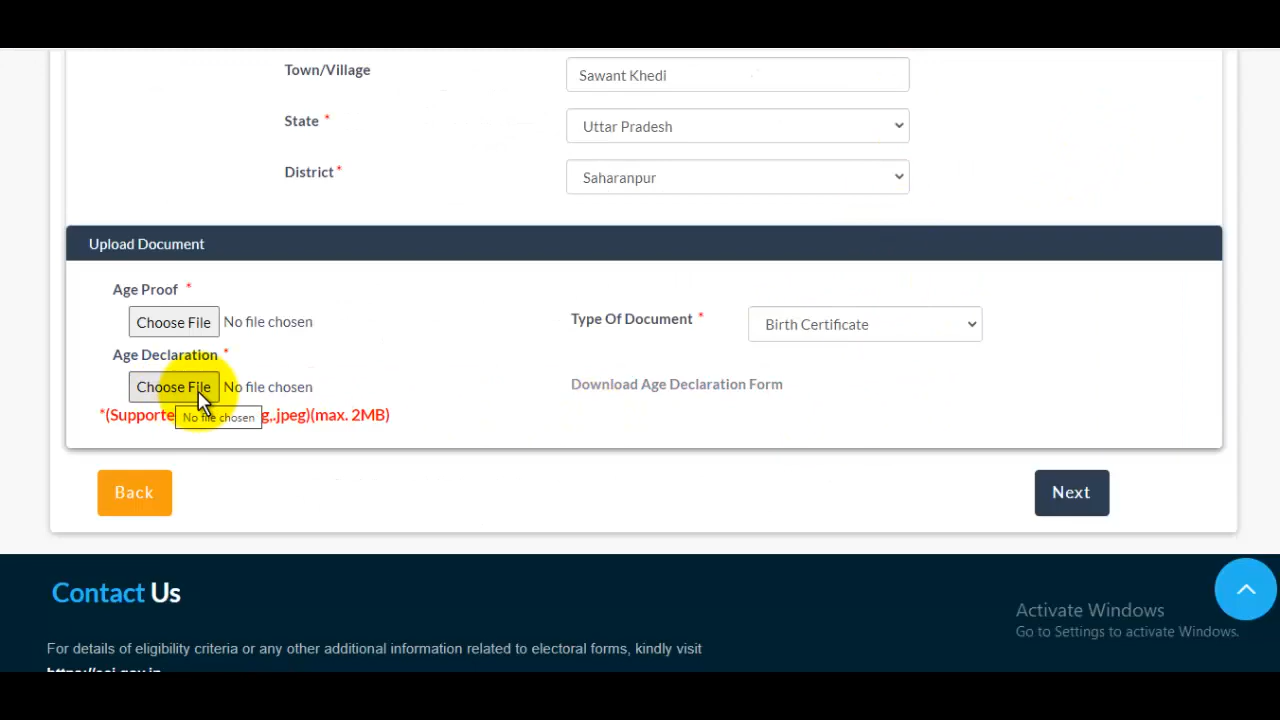 Town/Village
Sawant Khedi
State *
Uttar Pradesh
District *
Saharanpur
Upload Document
Age Proof *
Choose File No file chosen
Type Of Document *
Birth Certificate
Age Declaration *
Choose File No file chosen
Download Age Declaration Form
*(Supporte g,.jpeg)(max. 2MB)
No file chosen
Back
Next
Contact Us
Activate Windows
Go to Settings to activate Windows.
For details of eligibility criteria or any other additional information related to electoral forms, kindly visit